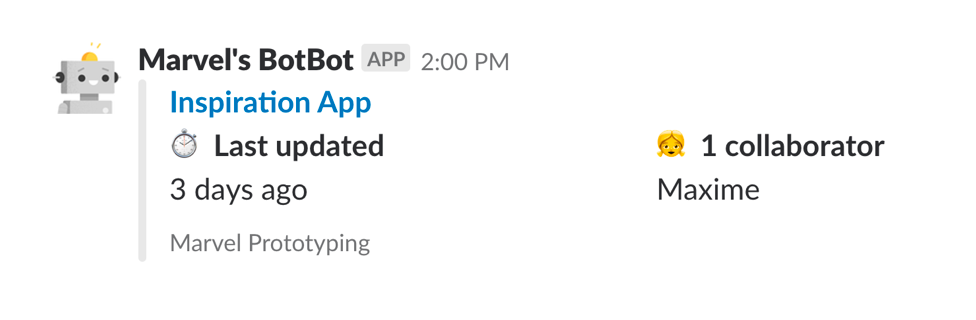 Marvel's BotBot APP 2:00 PM
Inspiration App
Last updated
3 days ago
1 collaborator
Maxime
Marvel Prototyping